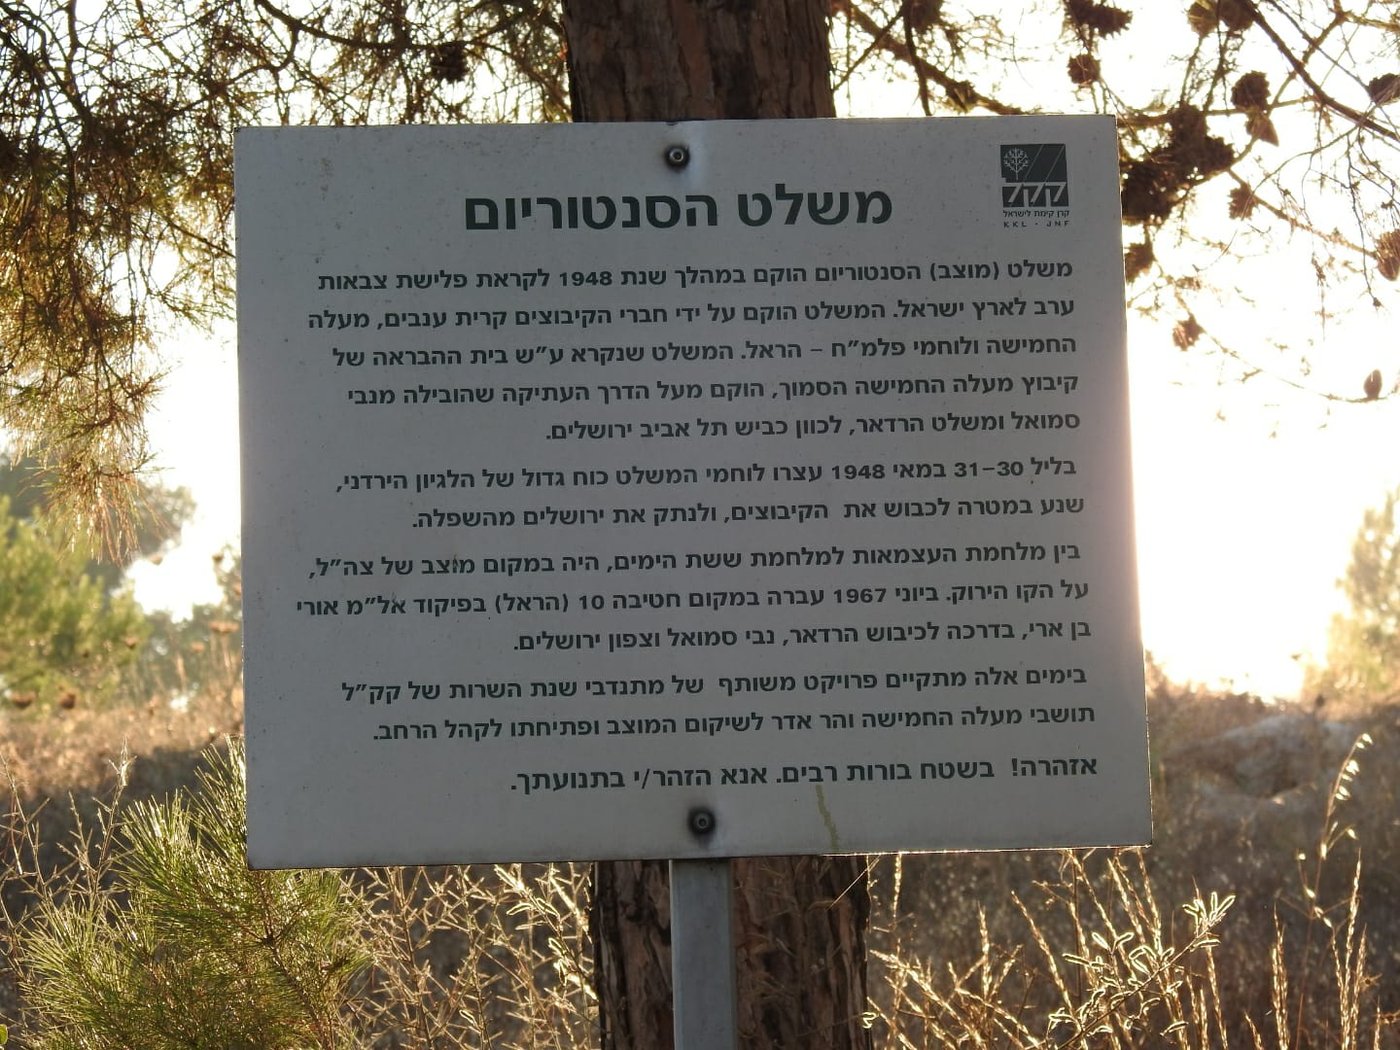 קקל
קרן קימת לישראל
KKL - JNF
משלט הסנטוריום
משלט (מוצב) הסנטוריום הוקם במהלך שנת 1948 לקראת פלישת צבאות
ערב לארץ ישראל. המשלט הוקם על ידי חברי הקיבוצים קרית ענבים, מעלה
החמישה ולוחמי פלמ״ח – הראל. המשלט שנקרא ע״ש בית ההבראה של
קיבוץ מעלה החמישה הסמוך, הוקם מעל הדרך העתיקה שהובילה מנבי
סמואל ומשלט הרדאר, לכוון כביש תל אביב ירושלים.
בליל 31–30 במאי 1948 עצרו לוחמי המשלט כוח גדול של הלגיון הירדני,
שנע במטרה לכבוש את הקיבוצים, ולנתק את ירושלים מהשפלה.
בין מלחמת העצמאות למלחמת ששת הימים, היה במקום מוצב של צה״ל,
על הקו הירוק. ביוני 1967 עברה במקום חטיבה 10 (הראל) בפיקוד אל״מ אורי
בן ארי, בדרכה לכיבוש הרדאר, נבי סמואל וצפון ירושלים.
בימים אלה מתקיים פרויקט משותף של מתנדבי שנת השרות של קק״ל
תושבי מעלה החמישה והר אדר לשיקום המוצב ופתיחתו לקהל הרחב.
אזהרה! בשטח בורות רבים. אנא הזהר/י בתנועתך.